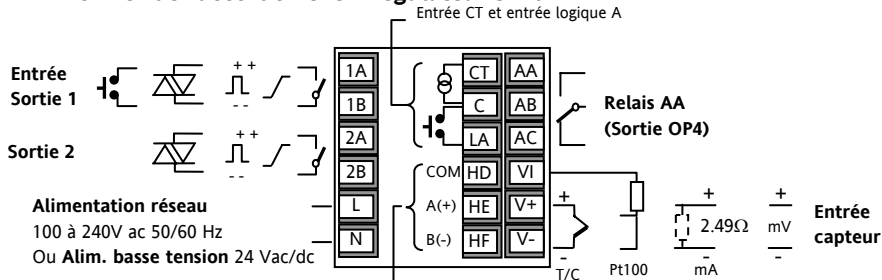 Entrée CT et entrée logique A
Entrée
Sortie 1
+ +
- -
1A
CT
AA
1B
C
AB
Relais AA
(Sortie OP4)
2A
LA
AC
Sortie 2
+ +
- -
2B
COM
HD
VI
Alimentation réseau
L
A(+)
HE
V+
100 à 240V ac 50/60 Hz
N
B(-)
HF
V-
Ou Alim. basse tension 24 Vac/dc
+
-
T/C
Pt100
+
2.49Ω
-
mA
+
mV
-
Entrée
capteur